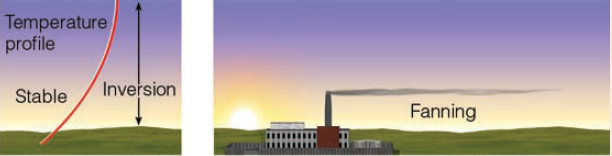 Temperature
profile
Stable
Inversion
Fanning